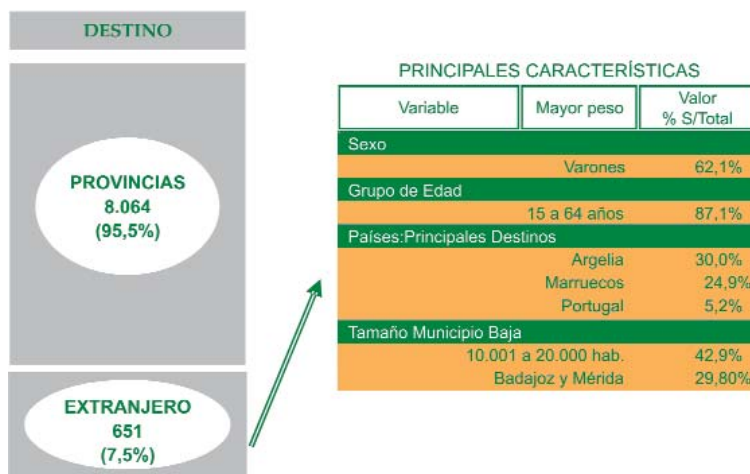 DESTINO
PROVINCIAS
8.064
(95,5%)
EXTRANJERO
651
(7,5%)
PRINCIPALES CARACTERÍSTICAS
Variable Mayor peso Valor % S/Total
Sexo
Varones 62,1%
Grupo de Edad
15 a 64 años 87,1%
Países:Principales Destinos
Argelia 30,0%
Marruecos 24,9%
Portugal 5,2%
Tamaño Municipio Baja
10.001 a 20.000 hab. 42,9%
Badajoz y Mérida 29,80%